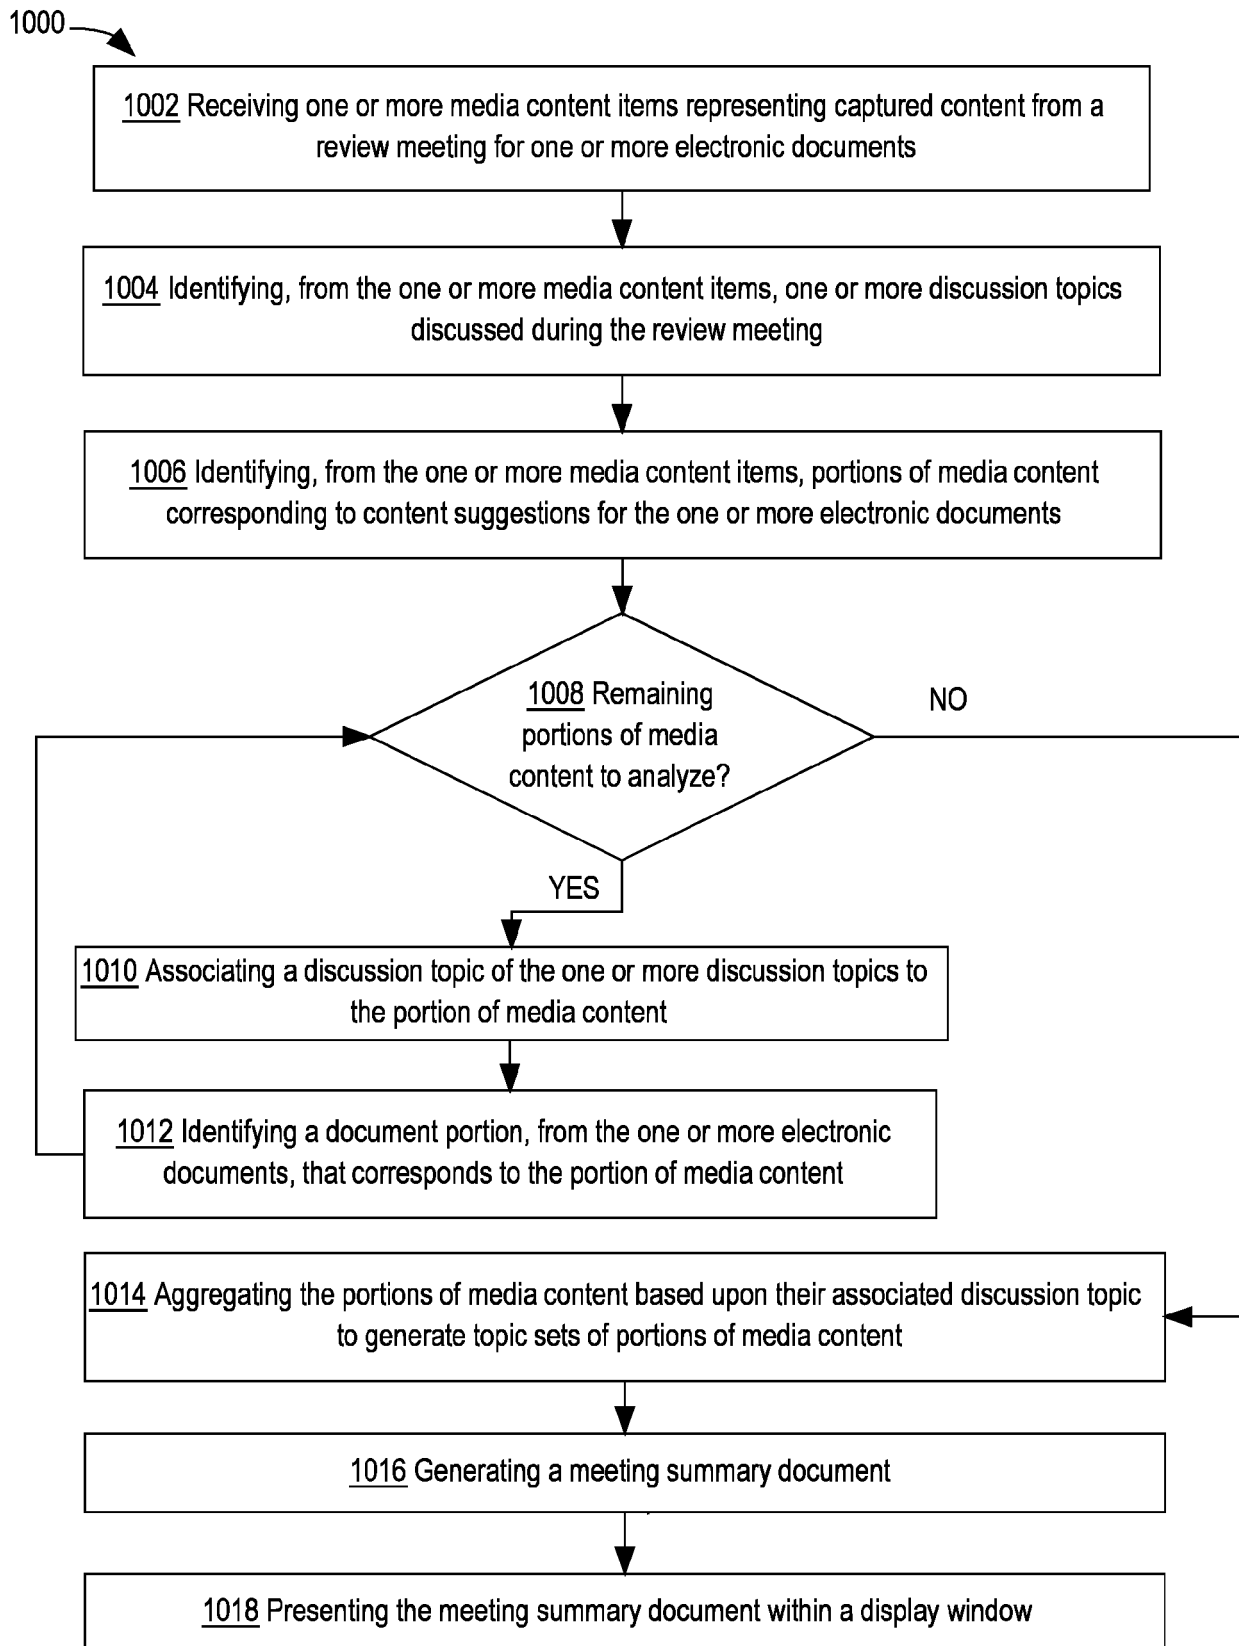 1000
1002 Receiving one or more media content items representing captured content from a
review meeting for one or more electronic documents
1004 Identifying, from the one or more media content items, one or more discussion topics
discussed during the review meeting
1006 Identifying, from the one or more media content items, portions of media content
corresponding to content suggestions for the one or more electronic documents
1008 Remaining
portions of media
content to analyze?
NO
YES
1010 Associating a discussion topic of the one or more discussion topics to
the portion of media content
1012 Identifying a document portion, from the one or more electronic
documents, that corresponds to the portion of media content
1014 Aggregating the portions of media content based upon their associated discussion topic
to generate topic sets of portions of media content
1016 Generating a meeting summary document
1018 Presenting the meeting summary document within a display window